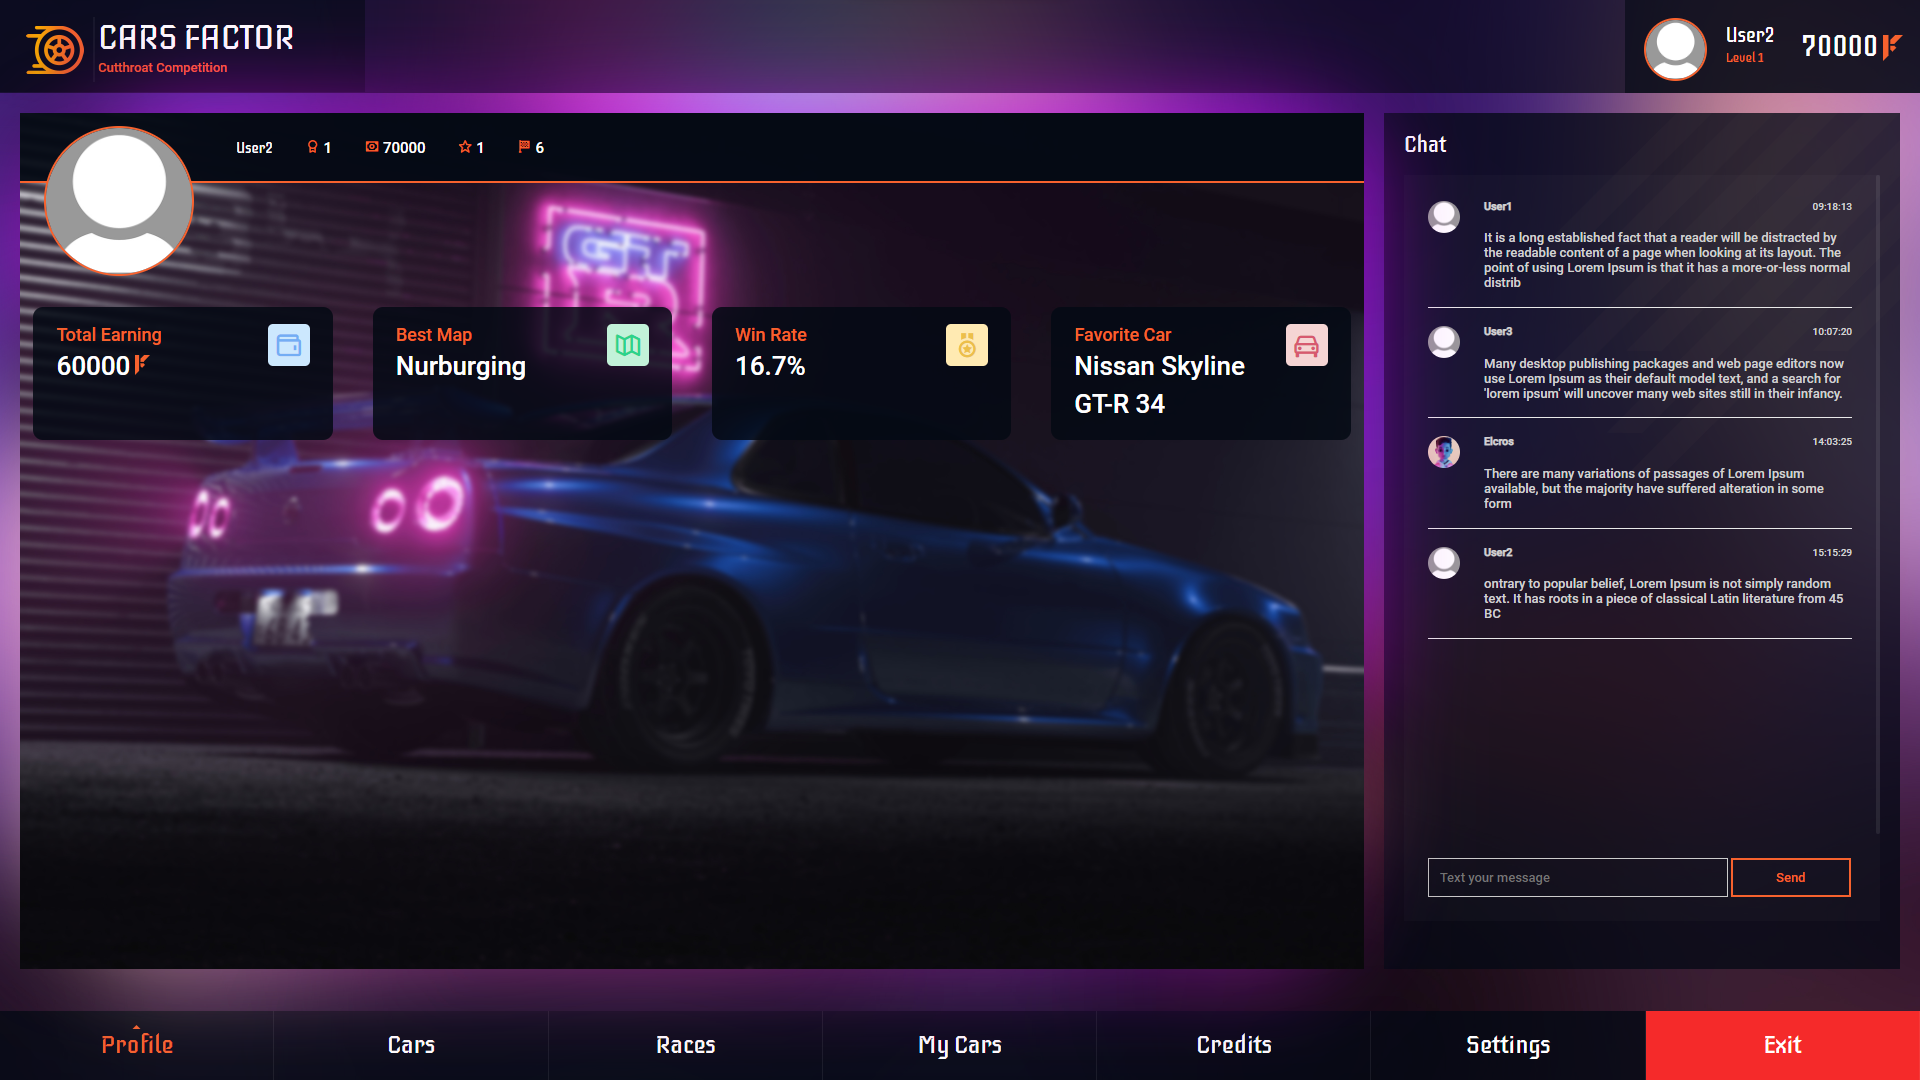 CARS FACTOR
Cutthroat Competition
User2
Level 1
70000
User2
1
70000
1
6
GT
R
Total Earning
60000
Best Map
Nurburging
Win Rate
16.7%
Favorite Car
Nissan Skyline
GT-R 34
Chat
User1
09:18:13
It is a long established fact that a reader will be distracted by
the readable content of a page when looking at its layout. The
point of using Lorem Ipsum is that it has a more-or-less normal
distrib
User3
10:07:20
Many desktop publishing packages and web page editors now
use Lorem Ipsum as their default model text, and a search for
'lorem ipsum' will uncover many web sites still in their infancy.
Elcros
14:03:25
There are many variations of passages of Lorem Ipsum
available, but the majority have suffered alteration in some
form
User2
15:15:29
ontrary to popular belief, Lorem Ipsum is not simply random
text. It has roots in a piece of classical Latin literature from 45
BC
Text your message
Send
Profile
Cars
Races
My Cars
Credits
Settings
Exit